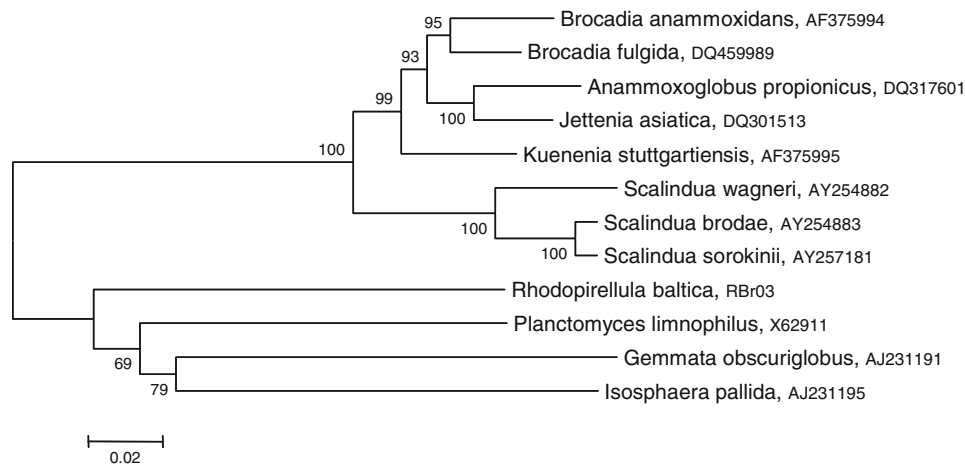 95
Brocadia anammoxidans, AF375994
Brocadia fulgida, DQ459989
93
Anammoxoglobus propionicus, DQ317601
99
100
Jettenia asiatica, DQ301513
100
Kuenenia stuttgartiensis, AF375995
Scalindua wagneri, AY254882
100
Scalindua brodae, AY254883
100
Scalindua sorokinii, AY257181
Rhodopirellula baltica, RBr03
Planctomyces limnophilus, X62911
69
Gemmata obscuriglobus, AJ231191
79
Isosphaera pallida, AJ231195
0.02